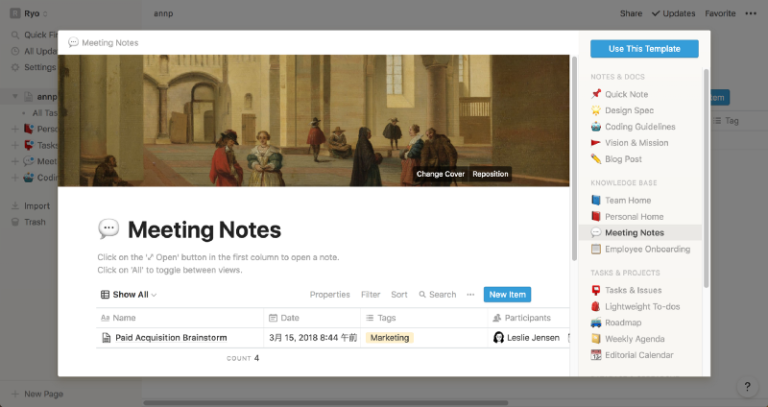 R Ryo
annp
Share Updates Favorite
Quick Fi
All Upda
Settings
annp
All Tas
Perso
Tasks
Meet
Codin
Import
Trash
New Page
Meeting Notes
Change Cover Reposition
Meeting Notes
Click on the '⤢ Open' button in the first column to open a note.
Click on 'All' to toggle between views.
Show All Properties Filter Sort Search ••• New Item
Name Date Tags Participants
Paid Acquisition Brainstorm 3月 15, 2018 8:44 午前 Marketing Leslie Jensen
COUNT 4
Use This Template
NOTES & DOCS
Quick Note
Design Spec
Coding Guidelines
Vision & Mission
Blog Post
KNOWLEDGE BASE
Team Home
Personal Home
Meeting Notes
Employee Onboarding
TASKS & PROJECTS
Tasks & Issues
Lightweight To-dos
Roadmap
Weekly Agenda
Editorial Calendar
em
Tag
?